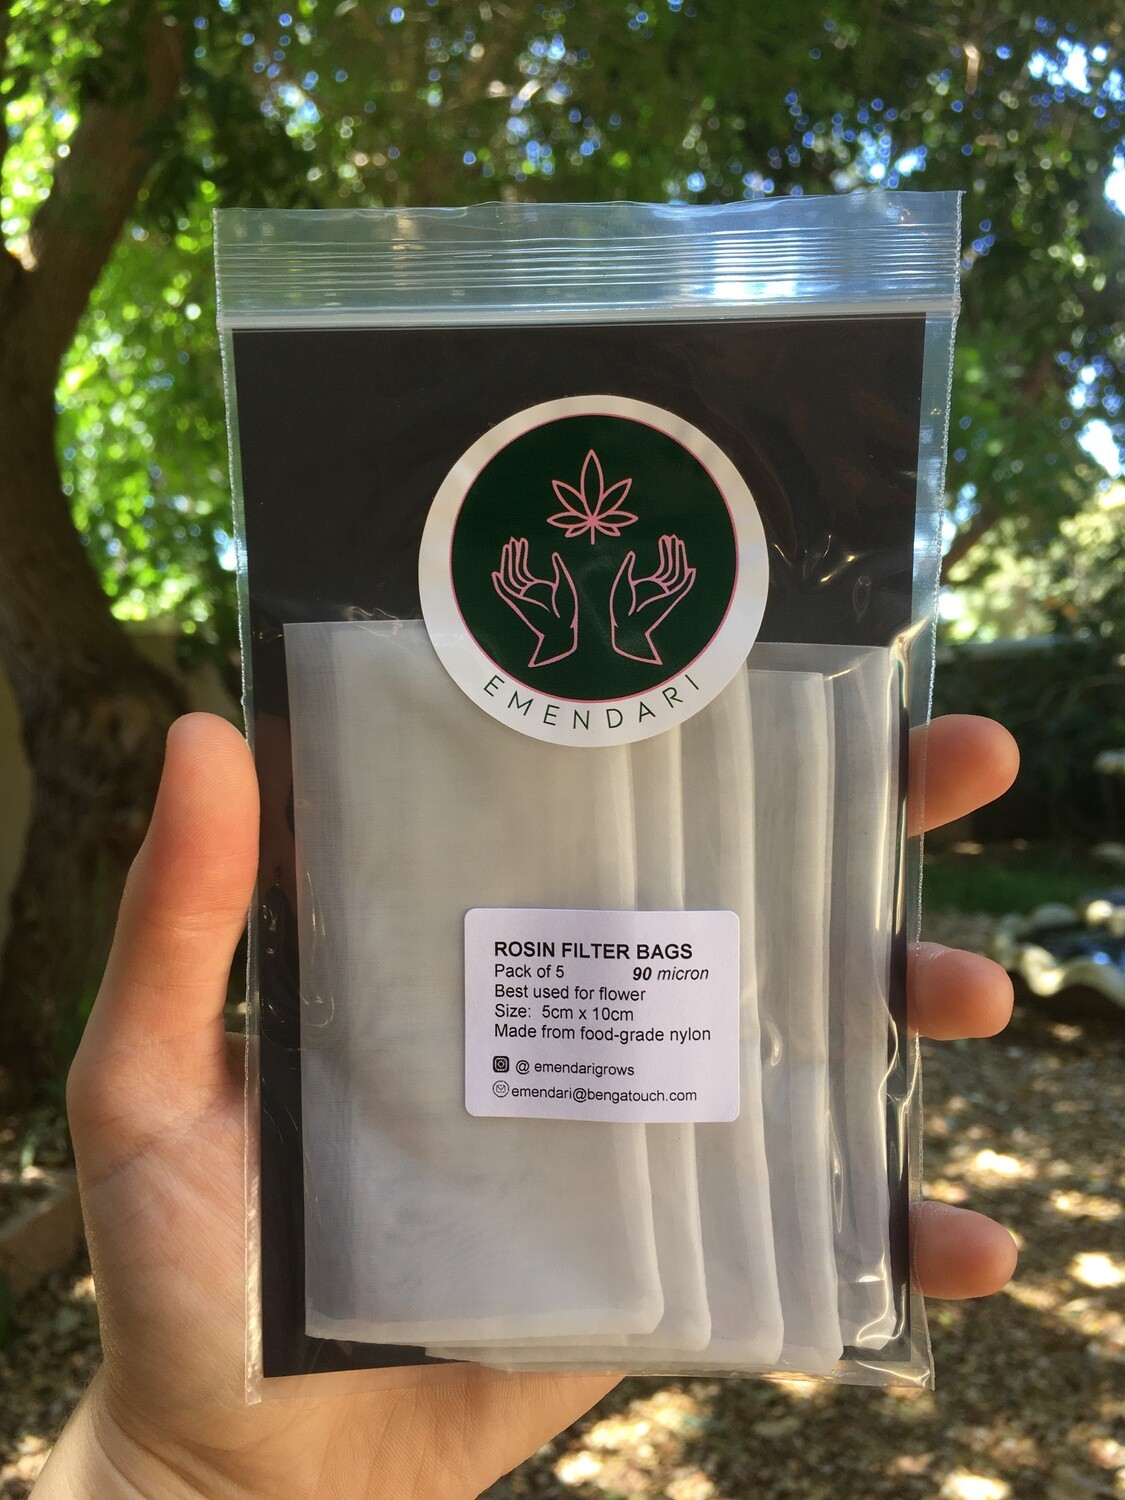 EMENDARI
ROSIN FILTER BAGS
Pack of 5 90 micron
Best used for flower
Size: 5cm x 10cm
Made from food-grade nylon
@ emendarigrows
emendari@bengatouch.com